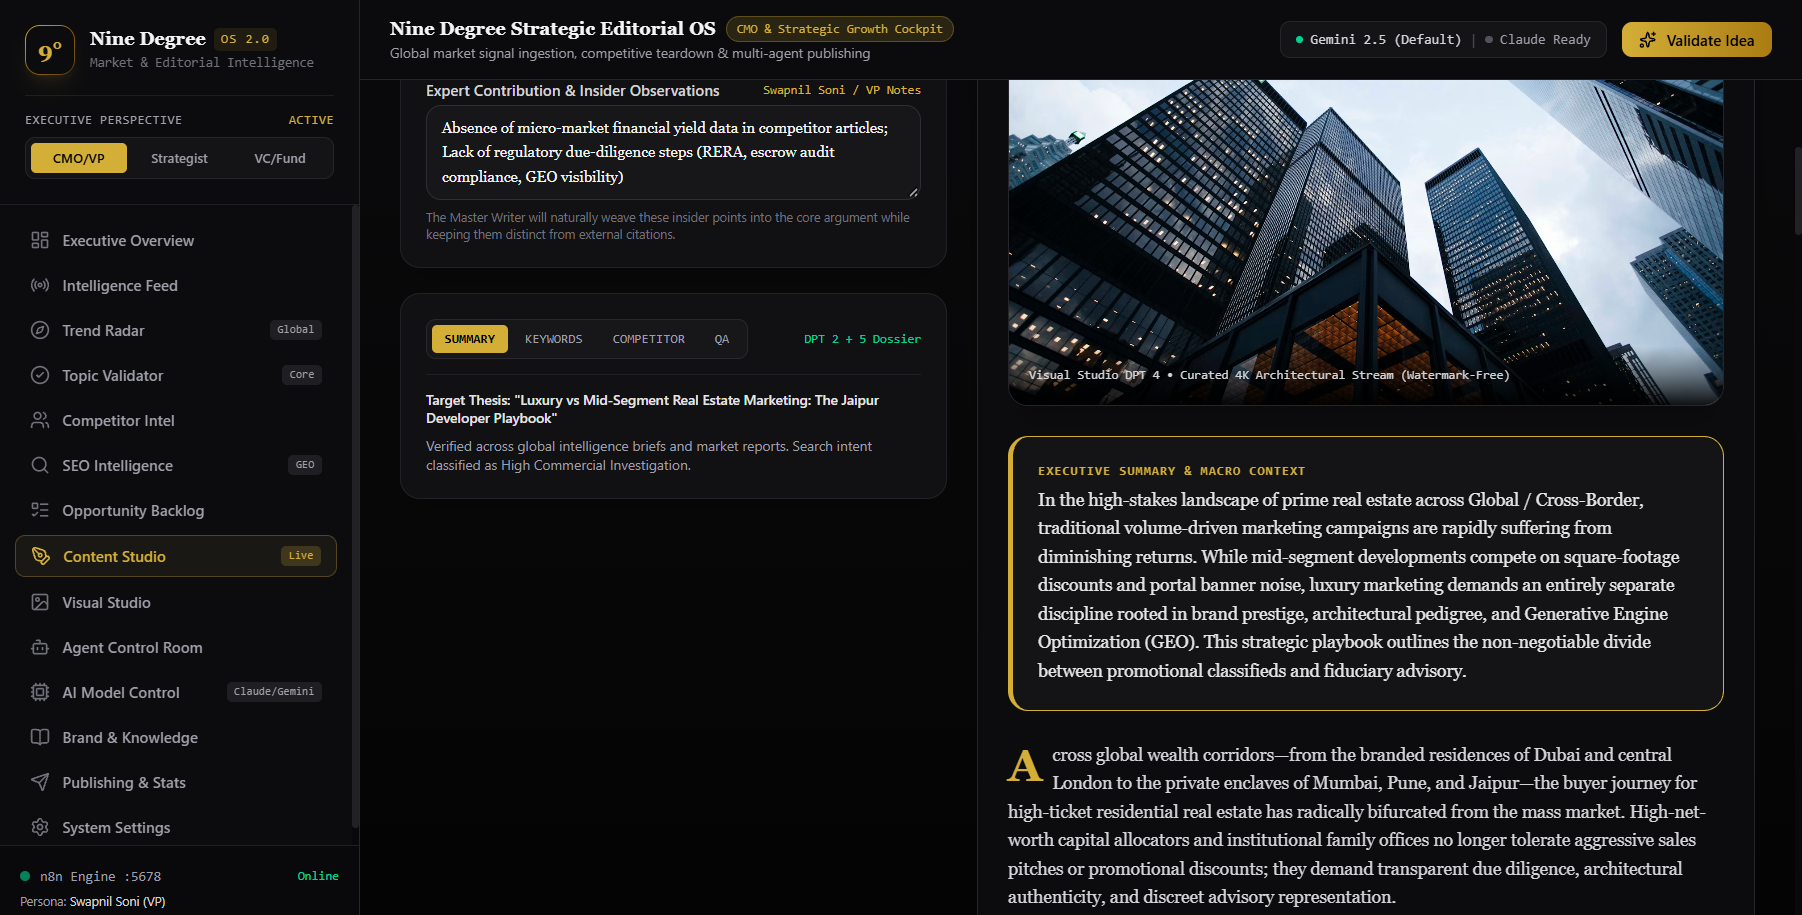 9°
Nine Degree OS 2.0
Market & Editorial Intelligence
EXECUTIVE PERSPECTIVE ACTIVE
CMO/VP Strategist VC/Fund
Executive Overview
Intelligence Feed
Trend Radar Global
Topic Validator Core
Competitor Intel
SEO Intelligence GEO
Opportunity Backlog
Content Studio Live
Visual Studio
Agent Control Room
AI Model Control Claude/Gemini
Brand & Knowledge
Publishing & Stats
System Settings
n8n Engine :5678 Online
Persona: Swapnil Soni (VP)
Nine Degree Strategic Editorial OS CMO & Strategic Growth Cockpit
Global market signal ingestion, competitive teardown & multi-agent publishing
Gemini 2.5 (Default) | Claude Ready
Validate Idea
Expert Contribution & Insider Observations Swapnil Soni / VP Notes
Absence of micro-market financial yield data in competitor articles;
Lack of regulatory due-diligence steps (RERA, escrow audit
compliance, GEO visibility)
The Master Writer will naturally weave these insider points into the core argument while
keeping them distinct from external citations.
SUMMARY KEYWORDS COMPETITOR QA DPT 2 + 5 Dossier
Target Thesis: "Luxury vs Mid-Segment Real Estate Marketing: The Jaipur
Developer Playbook"
Verified across global intelligence briefs and market reports. Search intent
classified as High Commercial Investigation.
Visual Studio DPT 4 • Curated 4K Architectural Stream (Watermark-Free)
EXECUTIVE SUMMARY & MACRO CONTEXT
In the high-stakes landscape of prime real estate across Global / Cross-Border,
traditional volume-driven marketing campaigns are rapidly suffering from
diminishing returns. While mid-segment developments compete on square-footage
discounts and portal banner noise, luxury marketing demands an entirely separate
discipline rooted in brand prestige, architectural pedigree, and Generative Engine
Optimization (GEO). This strategic playbook outlines the non-negotiable divide
between promotional classifieds and fiduciary advisory.
Across global wealth corridors—from the branded residences of Dubai and central
London to the private enclaves of Mumbai, Pune, and Jaipur—the buyer journey for
high-ticket residential real estate has radically bifurcated from the mass market. High-net-
worth capital allocators and institutional family offices no longer tolerate aggressive sales
pitches or promotional discounts; they demand transparent due diligence, architectural
authenticity, and discreet advisory representation.